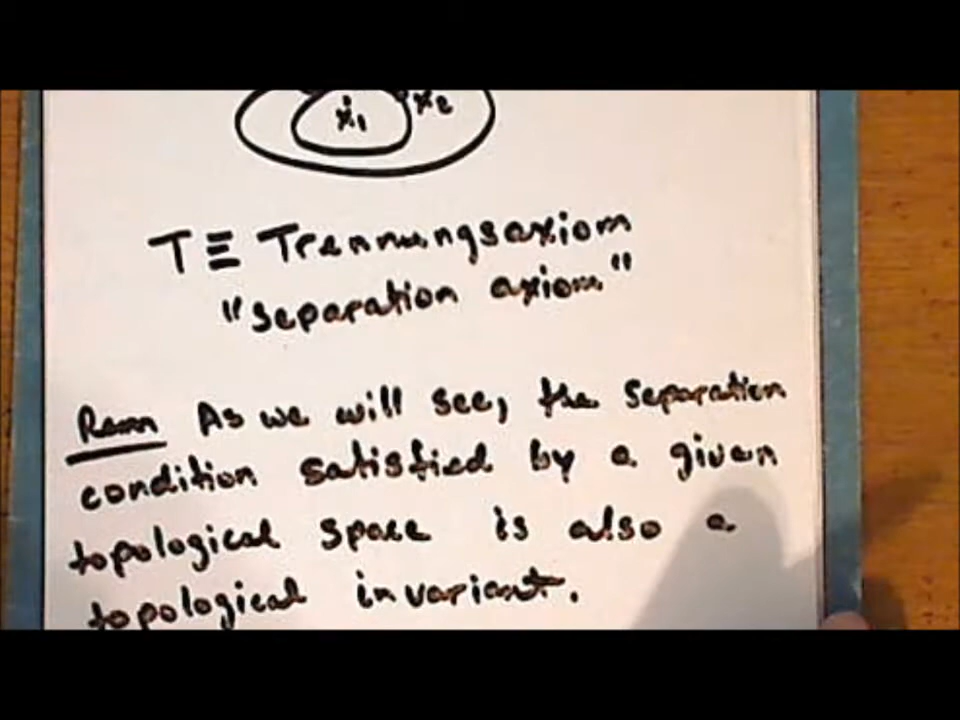 x₁ x₂
T ≡ Trennungsaxiom
"separation axiom"
Rem As we will see, the separation
condition satisfied by a given
topological space is also a
topological invariant.